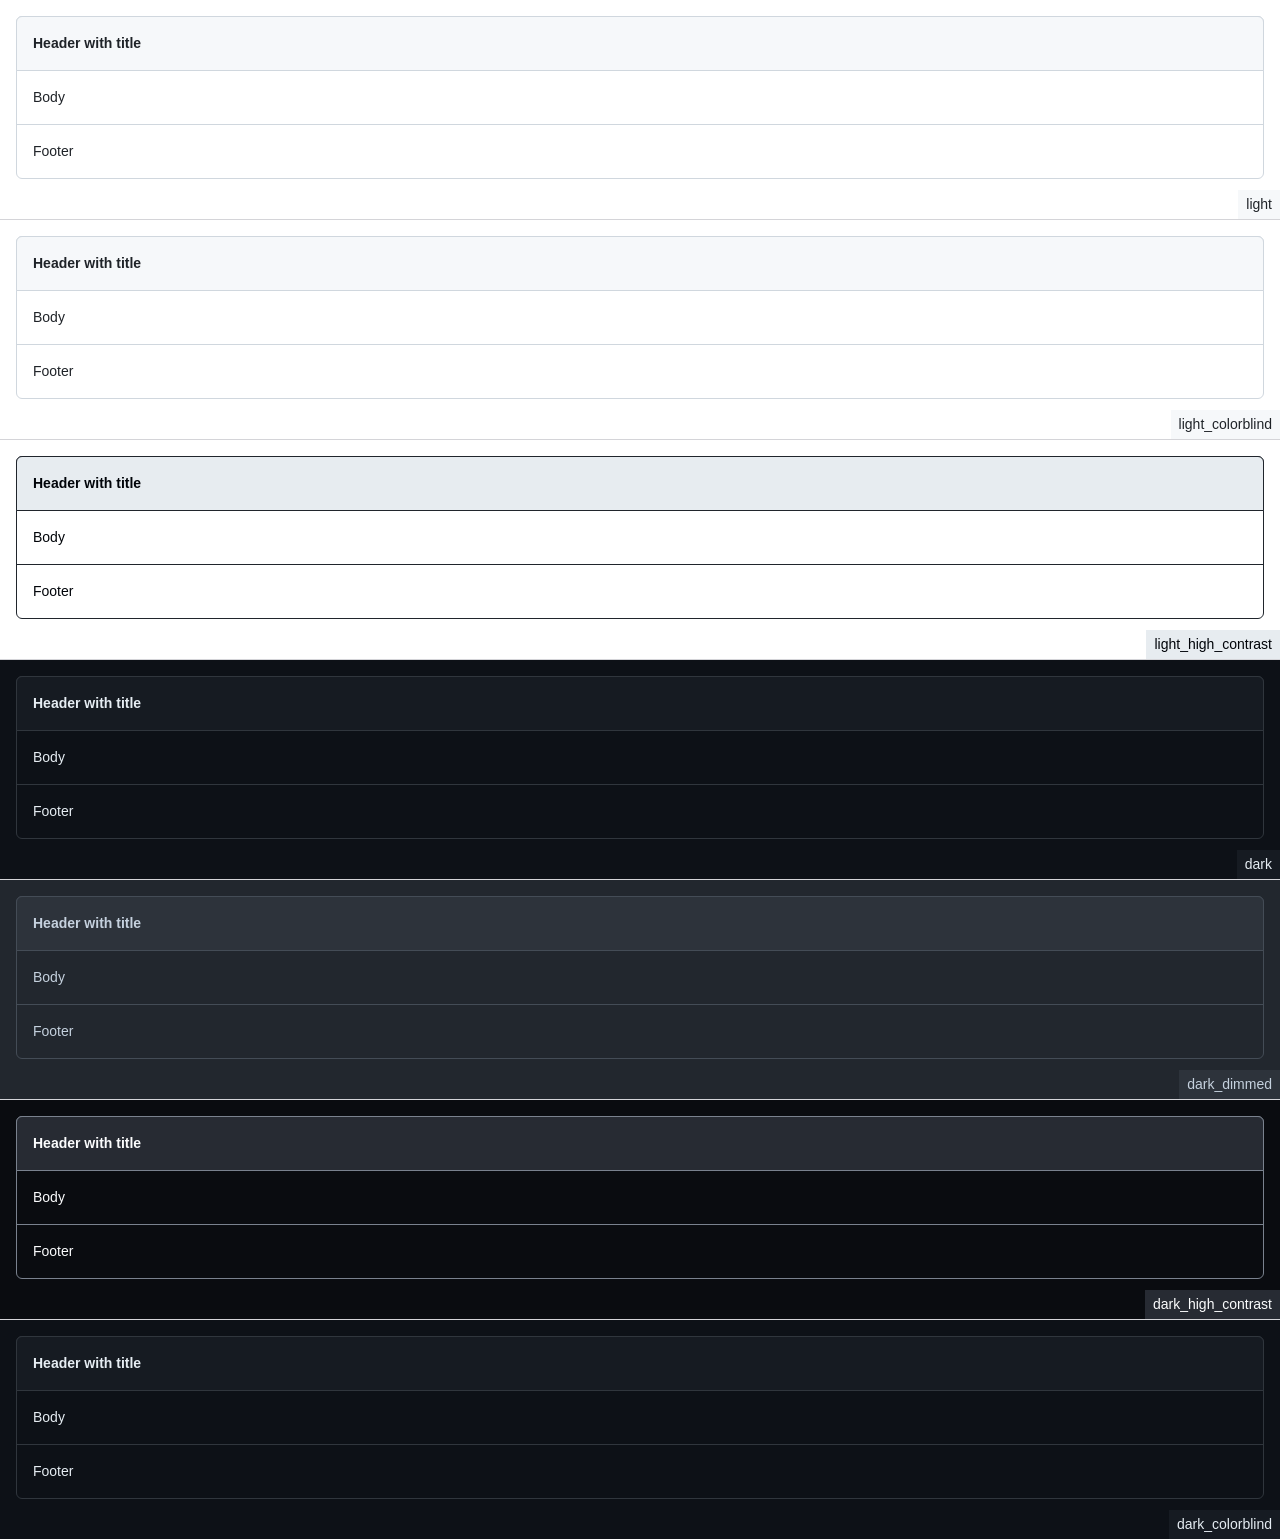 Header with title
Body
Footer
light
Header with title
Body
Footer
light_colorblind
Header with title
Body
Footer
light_high_contrast
Header with title
Body
Footer
dark
Header with title
Body
Footer
dark_dimmed
Header with title
Body
Footer
dark_high_contrast
Header with title
Body
Footer
dark_colorblind